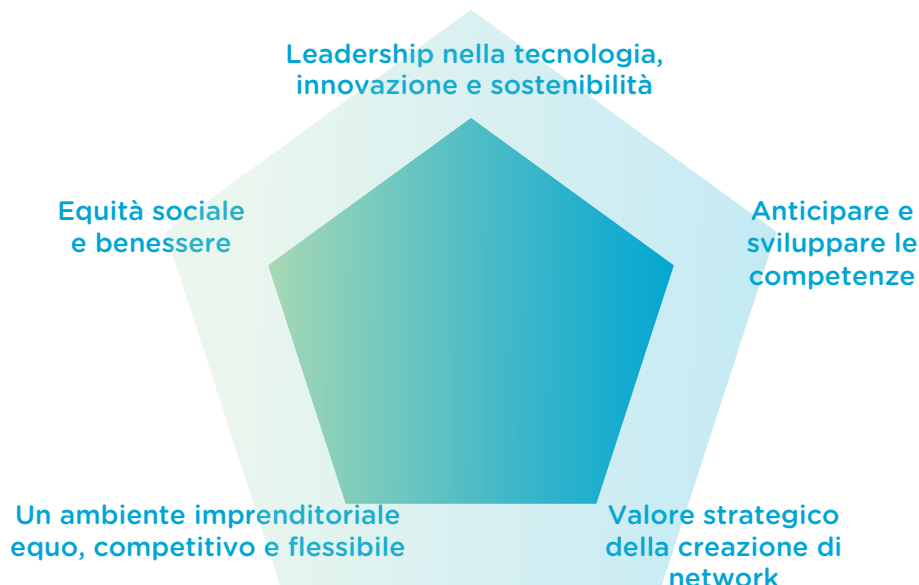 Leadership nella tecnologia,
innovazione e sostenibilità
Equità sociale
e benessere
Anticipare e
sviluppare le
competenze
Un ambiente imprenditoriale
equo, competitivo e flessibile
Valore strategico
della creazione di
network